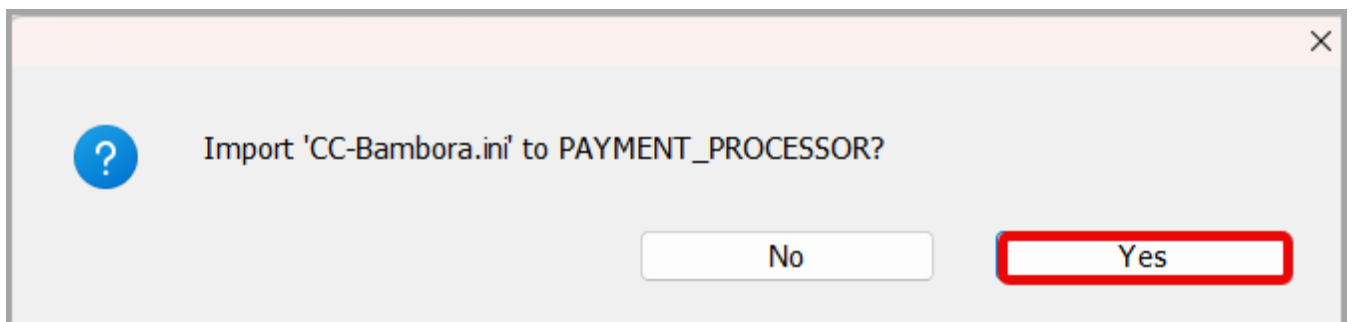 Import 'CC-Bambora.ini' to PAYMENT_PROCESSOR?
No
Yes